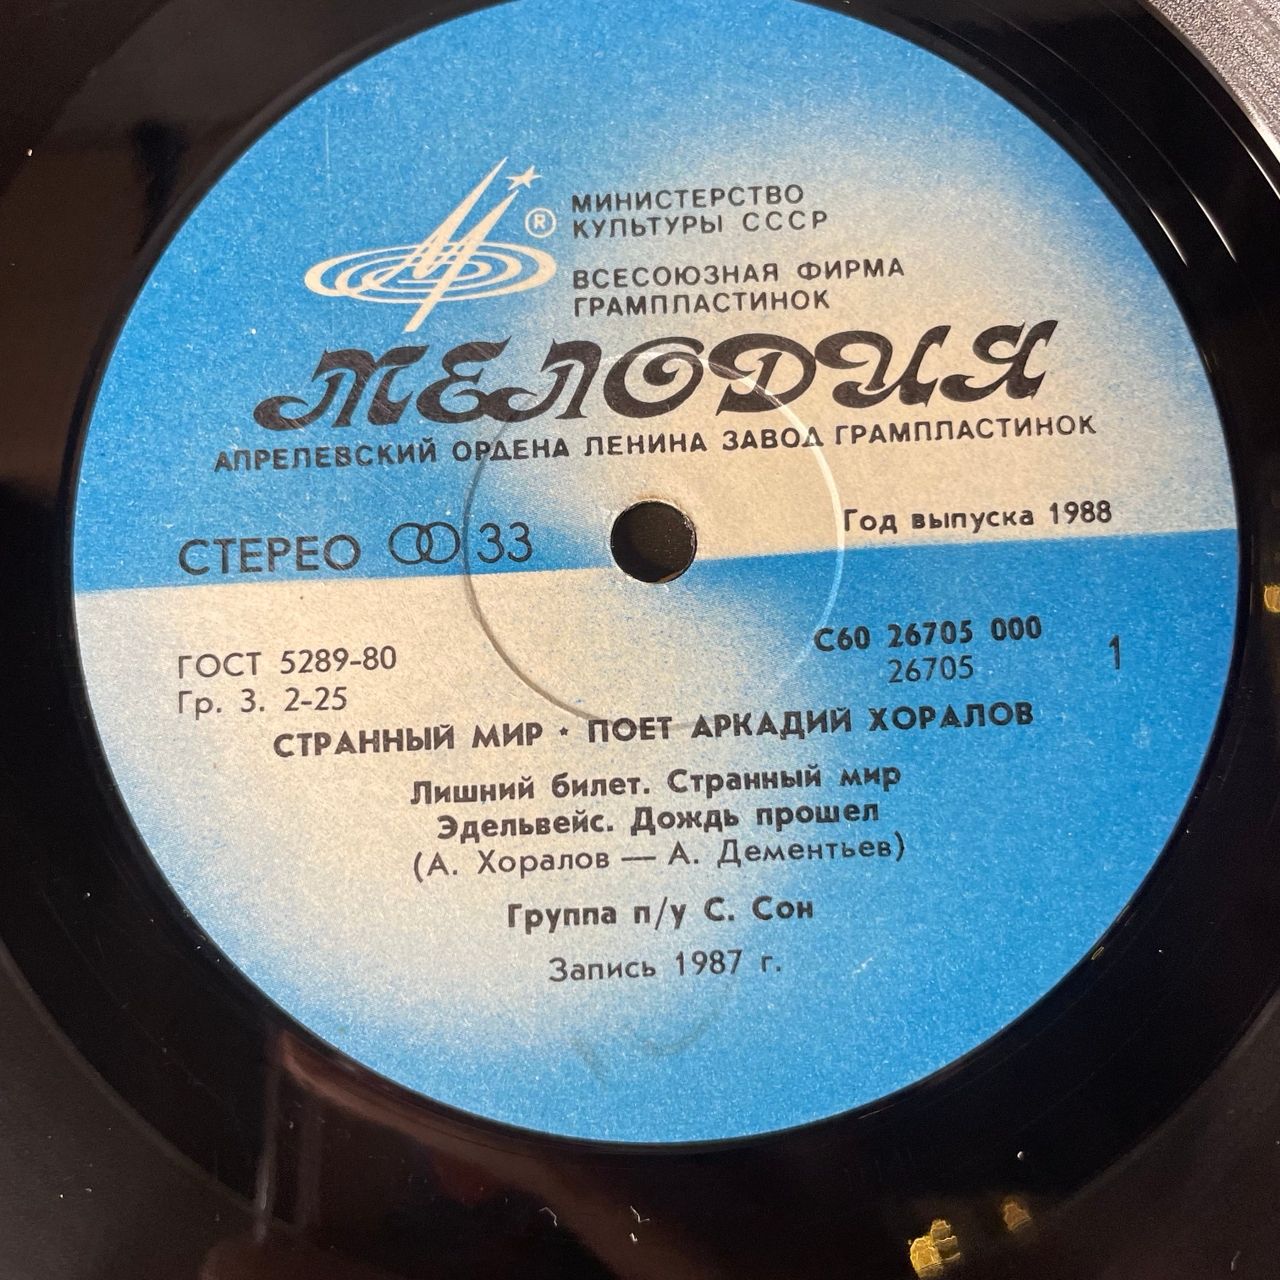 ®
МИНИСТЕРСТВО
КУЛЬТУРЫ СССР
ВСЕСОЮЗНАЯ ФИРМА
ГРАМПЛАСТИНОК
МЕЛОДИЯ
АПРЕЛЕВСКИЙ ОРДЕНА ЛЕНИНА ЗАВОД ГРАМПЛАСТИНОК
Год выпуска 1988
СТЕРЕО 33
С60 26705 000
26705
1
ГОСТ 5289-80
Гр. 3. 2-25
СТРАННЫЙ МИР · ПОЕТ АРКАДИЙ ХОРАЛОВ
Лишний билет. Странный мир
Эдельвейс. Дождь прошел
(А. Хоралов — А. Дементьев)
Группа п/у С. Сон
Запись 1987 г.